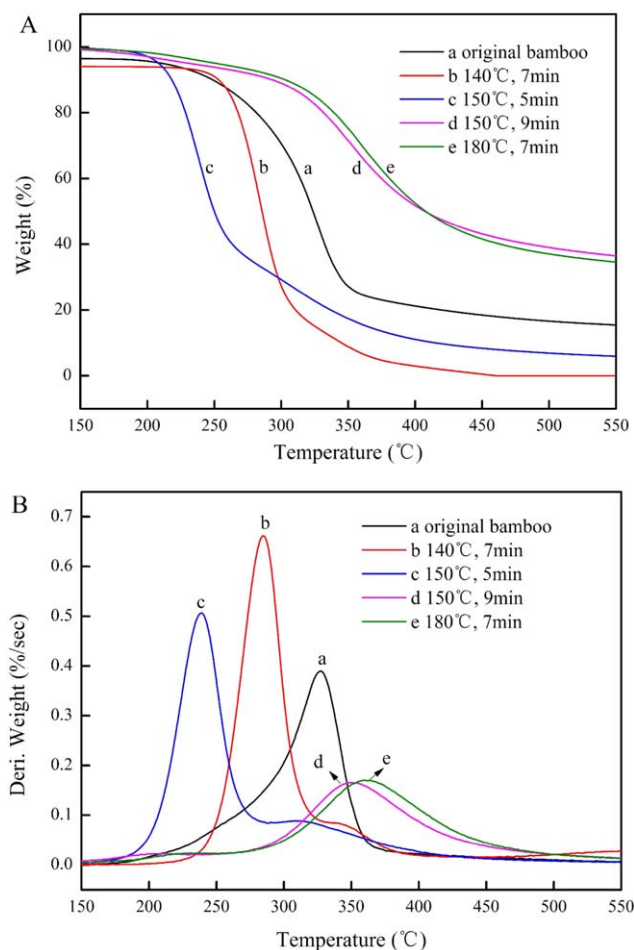 A
100
80
60
40
20
0
Weight (%)
a original bamboo
b 140℃, 7min
c 150℃, 5min
d 150℃, 9min
e 180℃, 7min
c
b
a
d
e
150 200 250 300 350 400 450 500 550
Temperature (℃)
B
0.7
0.6
0.5
0.4
0.3
0.2
0.1
0.0
Deri. Weight (%/sec)
a original bamboo
b 140℃, 7min
c 150℃, 5min
d 150℃, 9min
e 180℃, 7min
b
c
a
d
e
150 200 250 300 350 400 450 500 550
Temperature (℃)